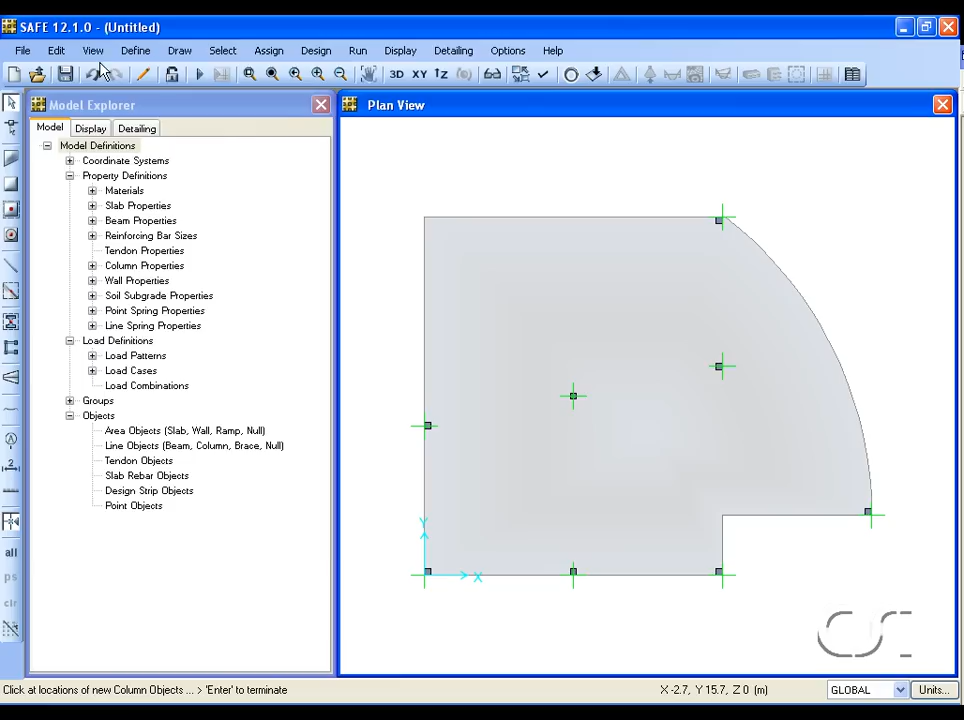 SAFE 12.1.0 - (Untitled)
File Edit View Define Draw Select Assign Design Run Display Detailing Options Help
3D XY
Model Explorer
Plan View
Model Display Detailing
Model Definitions
Coordinate Systems
Property Definitions
Materials
Slab Properties
Beam Properties
Reinforcing Bar Sizes
Tendon Properties
Column Properties
Wall Properties
Soil Subgrade Properties
Point Spring Properties
Line Spring Properties
Load Definitions
Load Patterns
Load Cases
Load Combinations
Groups
Objects
Area Objects (Slab, Wall, Ramp, Null)
Line Objects (Beam, Column, Brace, Null)
Tendon Objects
Slab Rebar Objects
Design Strip Objects
Point Objects
all
ps
clr
Y
X
CSI
Click at locations of new Column Objects ... > 'Enter' to terminate
X -2.7, Y 15.7, Z 0 (m)
GLOBAL
Units...